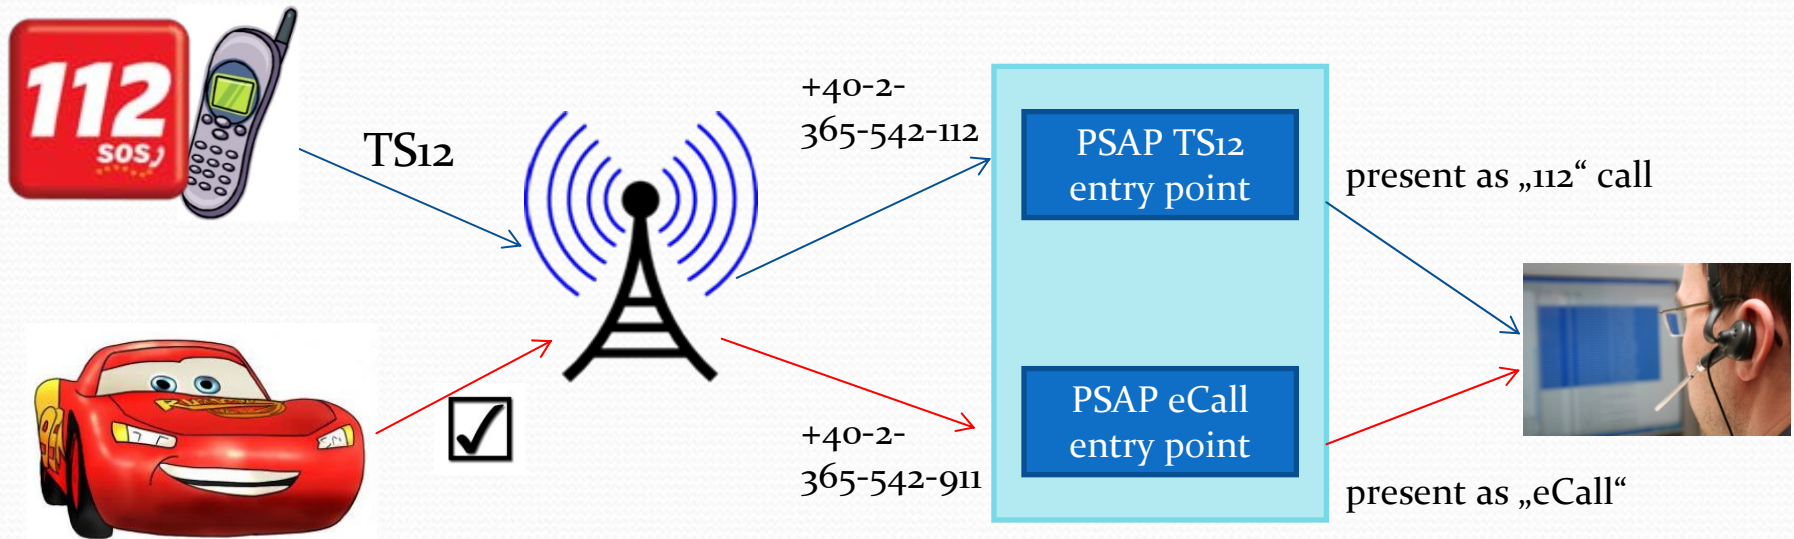 112
SOS
TS12
+40-2-
365-542-112
PSAP TS12
entry point
present as „112“ call
+40-2-
365-542-911
PSAP eCall
entry point
present as „eCall“